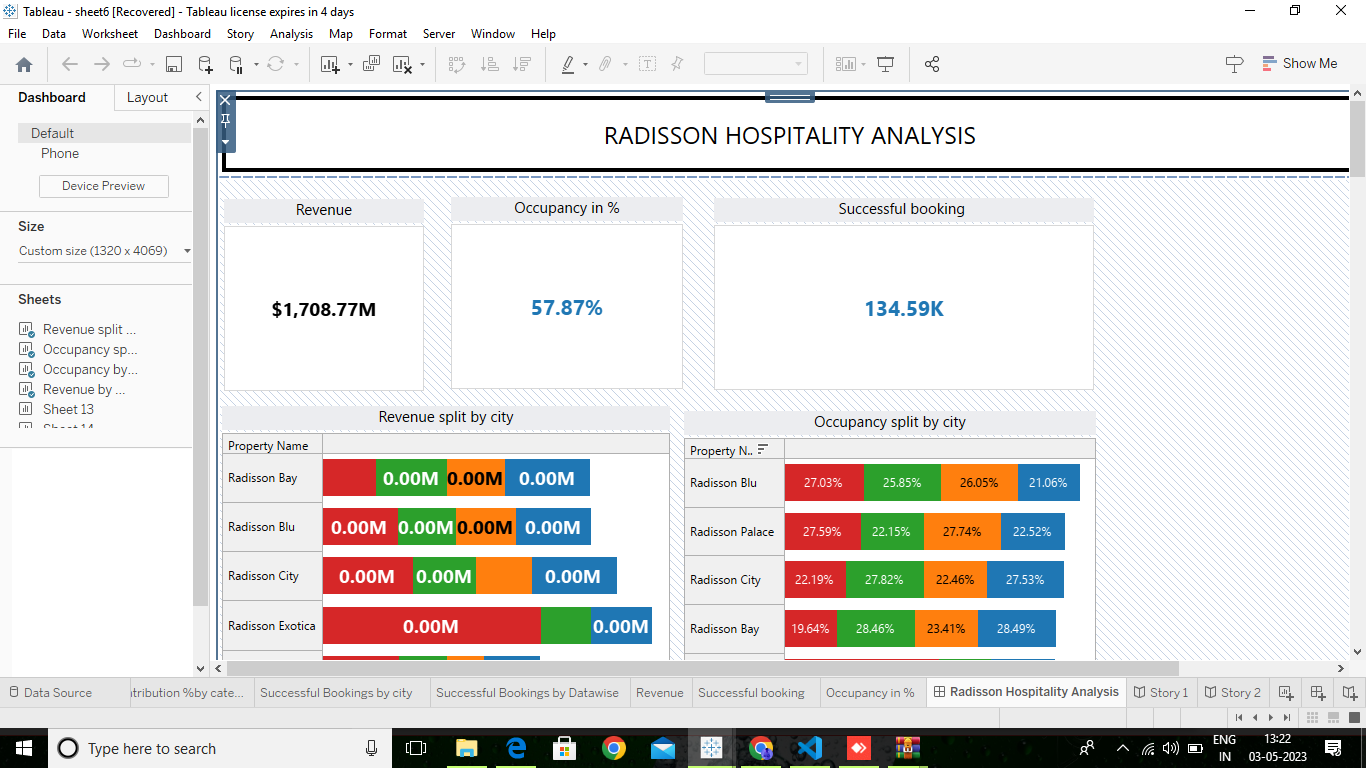 Tableau - sheet6 [Recovered] - Tableau license expires in 4 days
File Data Worksheet Dashboard Story Analysis Map Format Server Window Help
Show Me
Dashboard Layout
Default
Phone
Device Preview
Size
Custom size (1320 x 4069)
Sheets
Revenue split ...
Occupancy sp...
Occupancy by...
Revenue by ...
Sheet 13
Sheet 14
RADISSON HOSPITALITY ANALYSIS
Revenue Occupancy in % Successful booking
$1,708.77M 57.87% 134.59K
Revenue split by city
Property Name
Radisson Bay 0.00M 0.00M 0.00M
Radisson Blu 0.00M 0.00M 0.00M 0.00M
Radisson City 0.00M 0.00M 0.00M
Radisson Exotica 0.00M 0.00M
Occupancy split by city
Property N..
Radisson Blu 27.03% 25.85% 26.05% 21.06%
Radisson Palace 27.59% 22.15% 27.74% 22.52%
Radisson City 22.19% 27.82% 22.46% 27.53%
Radisson Bay 19.64% 28.46% 23.41% 28.49%
Data Source tribution %by cate... Successful Bookings by city Successful Bookings by Datewise Revenue Successful booking Occupancy in % Radisson Hospitality Analysis Story 1 Story 2
Type here to search
ENG
IN
13:22
03-05-2023